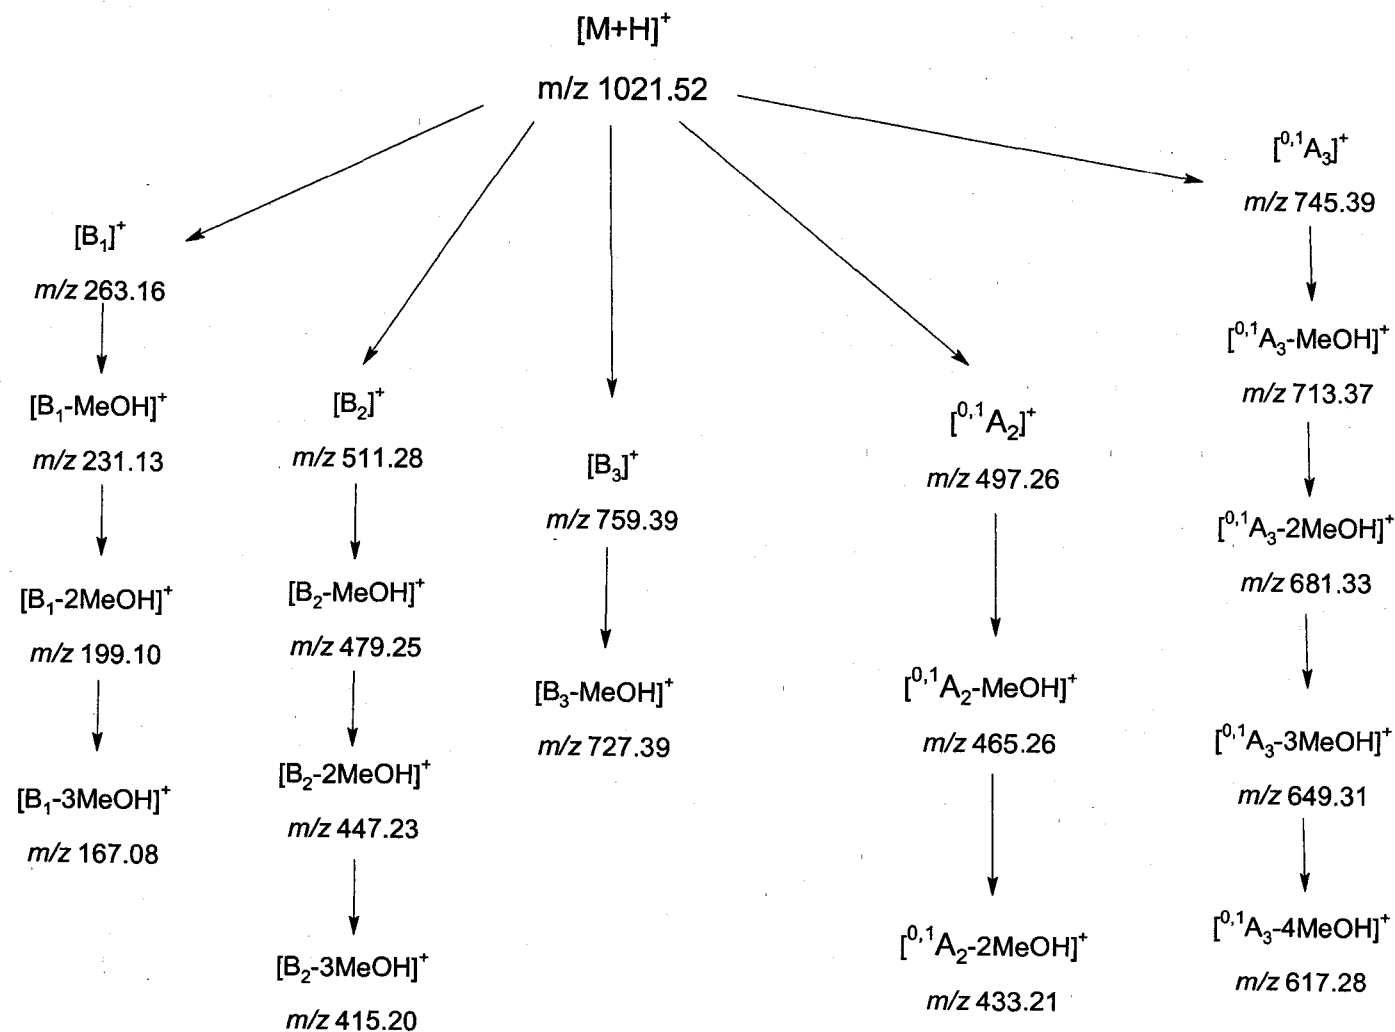 [M+H]⁺
m/z 1021.52
[B₁]⁺
m/z 263.16
[B₁-MeOH]⁺
m/z 231.13
[B₁-2MeOH]⁺
m/z 199.10
[B₁-3MeOH]⁺
m/z 167.08
[B₂]⁺
m/z 511.28
[B₂-MeOH]⁺
m/z 479.25
[B₂-2MeOH]⁺
m/z 447.23
[B₂-3MeOH]⁺
m/z 415.20
[B₃]⁺
m/z 759.39
[B₃-MeOH]⁺
m/z 727.39
[⁰,¹A₂]⁺
m/z 497.26
[⁰,¹A₂-MeOH]⁺
m/z 465.26
[⁰,¹A₂-2MeOH]⁺
m/z 433.21
[⁰,¹A₃]⁺
m/z 745.39
[⁰,¹A₃-MeOH]⁺
m/z 713.37
[⁰,¹A₃-2MeOH]⁺
m/z 681.33
[⁰,¹A₃-3MeOH]⁺
m/z 649.31
[⁰,¹A₃-4MeOH]⁺
m/z 617.28